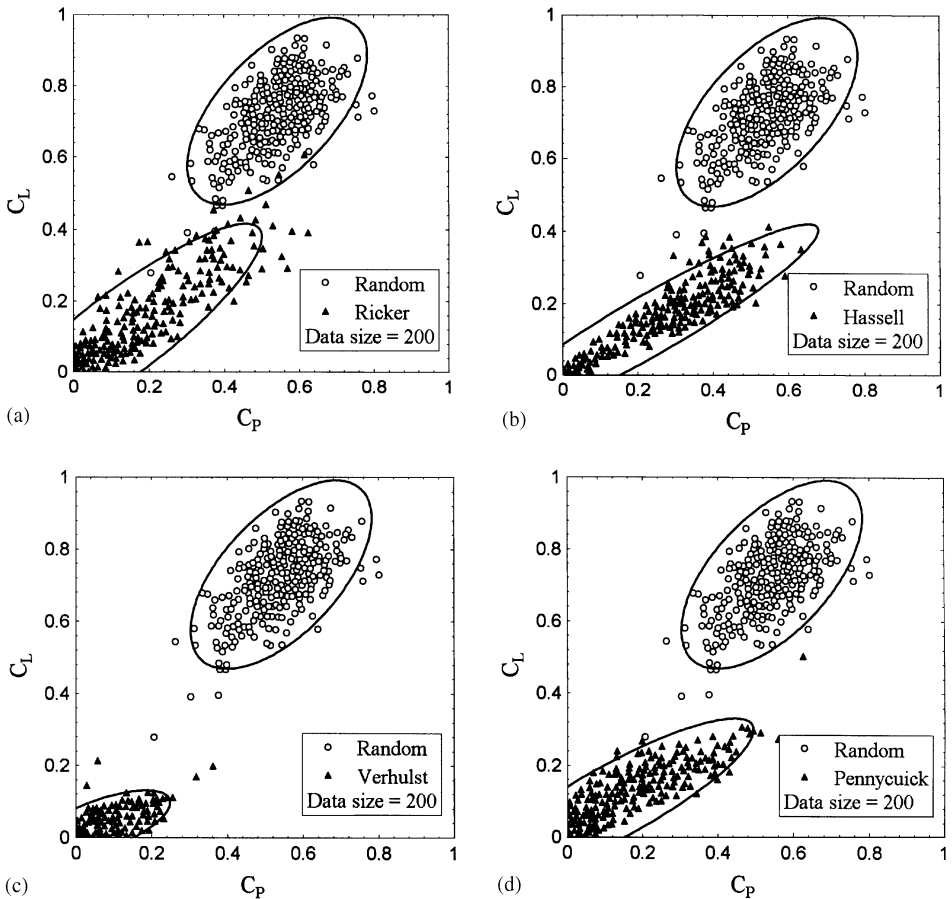 1
0.8
0.6
0.4
0.2
0
C_L
0 0.2 0.4 0.6 0.8 1
C_P
Random
Ricker
Data size = 200
(a)
1
0.8
0.6
0.4
0.2
0
C_L
0 0.2 0.4 0.6 0.8 1
C_P
Random
Hassell
Data size = 200
(b)
1
0.8
0.6
0.4
0.2
0
C_L
0 0.2 0.4 0.6 0.8 1
C_P
Random
Verhulst
Data size = 200
(c)
1
0.8
0.6
0.4
0.2
0
C_L
0 0.2 0.4 0.6 0.8 1
C_P
Random
Pennycuick
Data size = 200
(d)